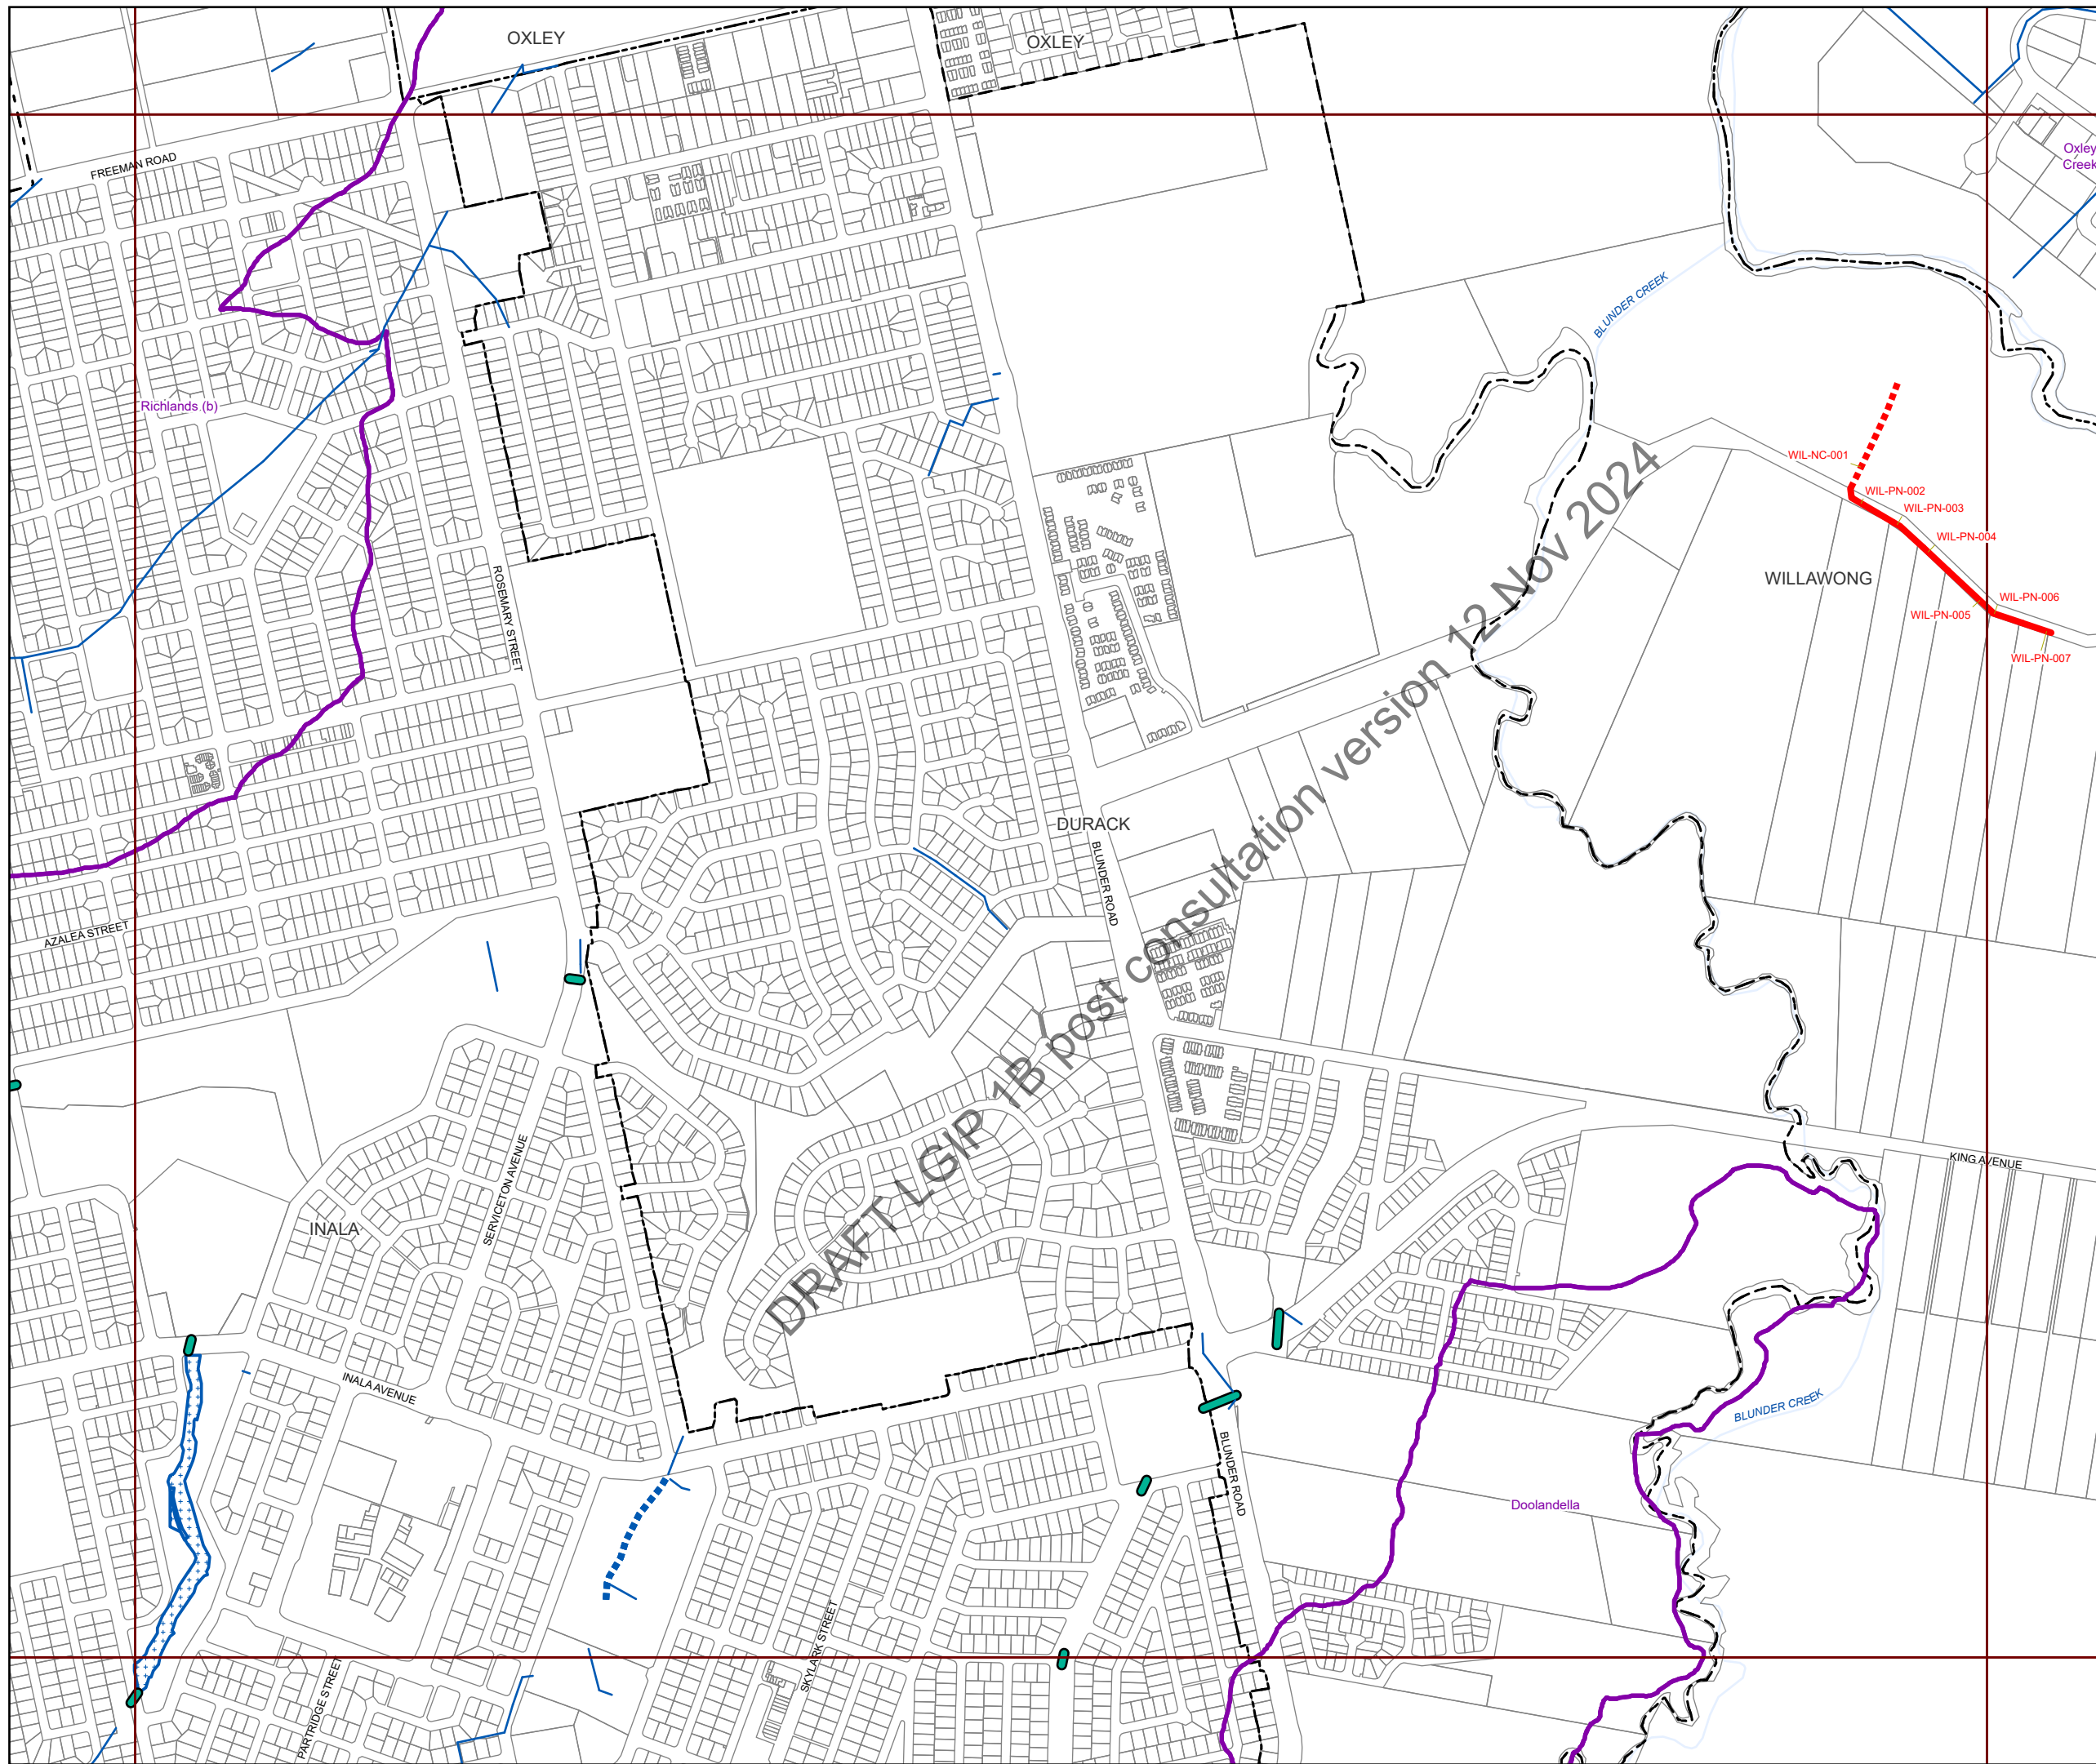 OXLEY
OXLEY
FREEMAN ROAD
Oxley
Creek
BLUNDER CREEK
Richlands (b)
WIL-NC-001
WIL-PN-002
WIL-PN-003
WIL-PN-004
WILLAWONG
WIL-PN-006
WIL-PN-005
WIL-PN-007
ROSEMARY STREET
DURACK
BLUNDER ROAD
AZALEA STREET
DRAFT LGIP 1B post consultation version 12 Nov 2024
KING AVENUE
SERVICETON AVENUE
INALA
INALA AVENUE
BLUNDER CREEK
BLUNDER ROAD
Doolandella
SKYLARK STREET
PARTRIDGE STREET